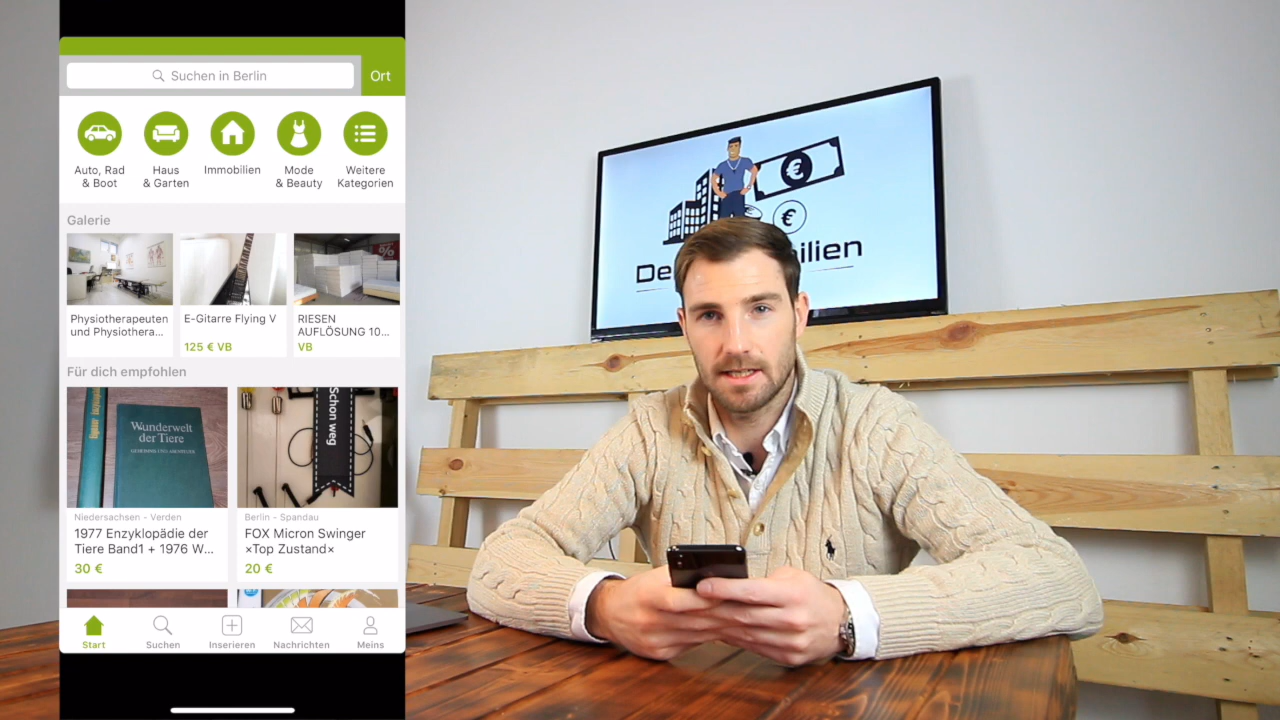 Suchen in Berlin
Ort
Auto, Rad
& Boot
Haus
& Garten
Immobilien
Mode
& Beauty
Weitere
Kategorien
Galerie
Physiotherapeuten
und Physiothera...
E-Gitarre Flying V
125 € VB
%
RIESEN
AUFLÖSUNG 10...
VB
Für dich empfohlen
Wunderwelt
der Tiere
Schon weg
Niedersachsen - Verden
1977 Enzyklopädie der
Tiere Band1 + 1976 W...
30 €
Berlin - Spandau
FOX Micron Swinger
×Top Zustand×
20 €
Start
Suchen
Inserieren
Nachrichten
Meins
€
€
De
ilien